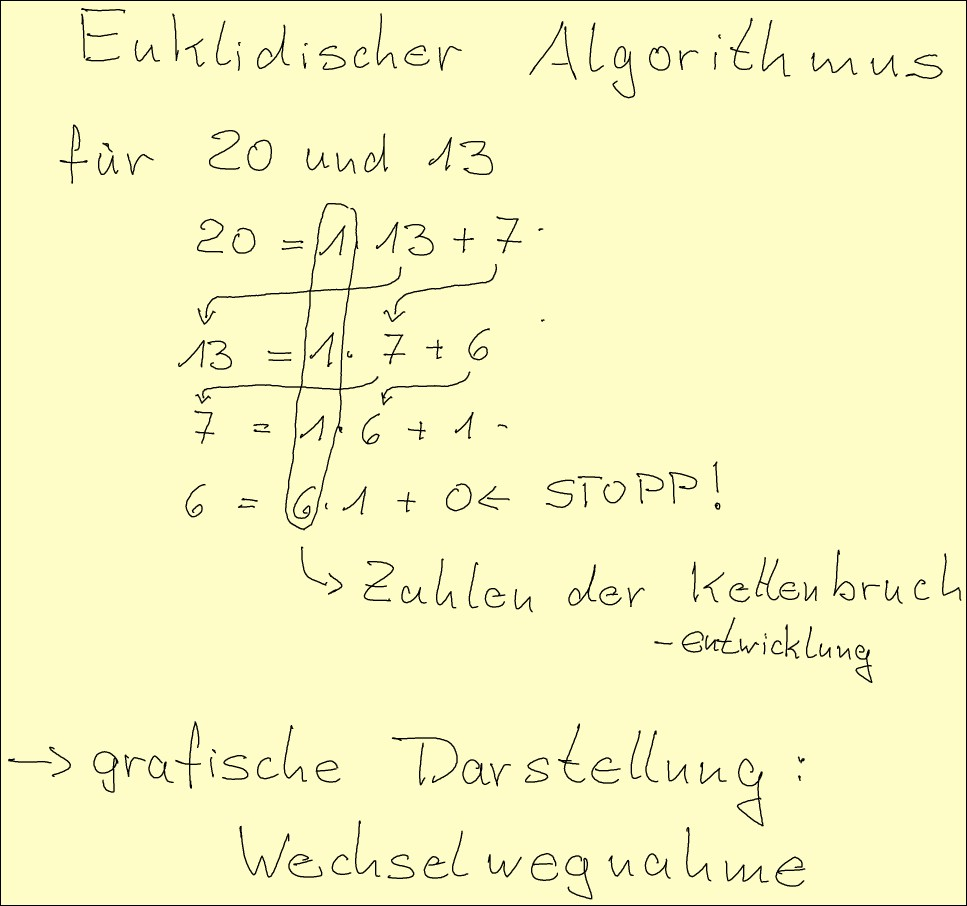 Euklidischer Algorithmus
für 20 und 13
20 = 1 13 + 7
13 = 1 · 7 + 6
7 = 1 · 6 + 1
6 = 6 · 1 + 0 ← STOPP!
↳ Zahlen der Kettenbruch
-entwicklung
→ grafische Darstellung:
Wechselwegnahme